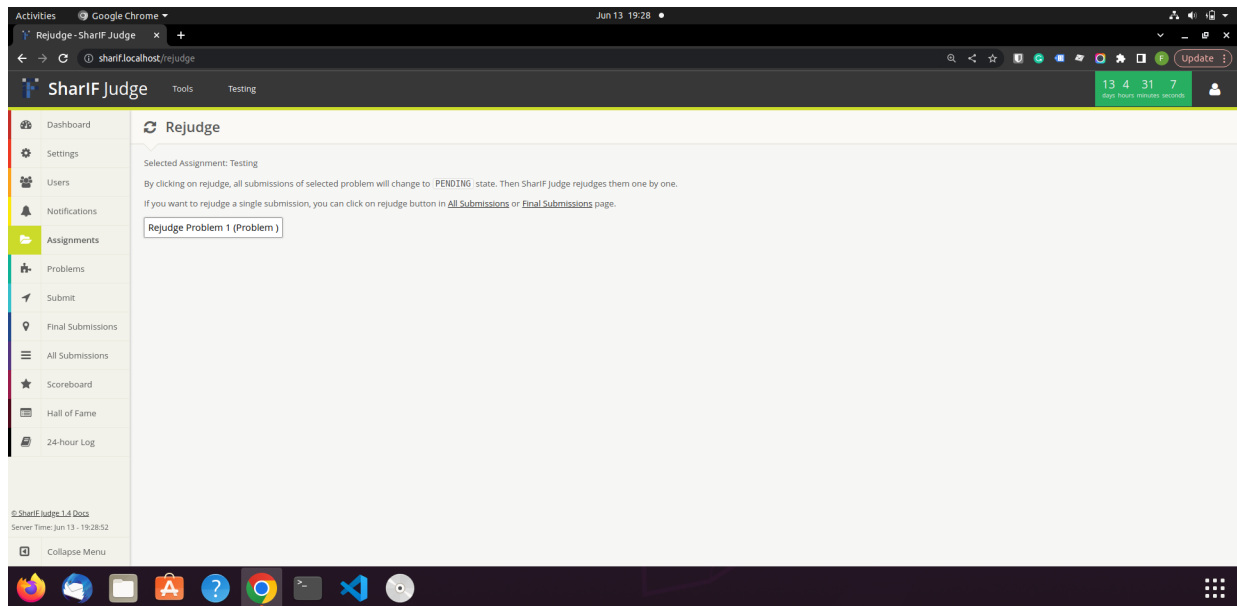 Activities Google Chrome Jun 13 19:28
Rejudge - SharIF Judge
sharif.localhost/rejudge F Update
SharIF Judge Tools Testing 13 4 31 7
days hours minutes seconds
Dashboard
Settings
Users
Notifications
Assignments
Problems
Submit
Final Submissions
All Submissions
Scoreboard
Hall of Fame
24-hour Log
© SharIF Judge 1.4 Docs
Server Time: Jun 13 - 19:28:52
Collapse Menu
Rejudge
Selected Assignment: Testing
By clicking on rejudge, all submissions of selected problem will change to PENDING state. Then SharIF Judge rejudges them one by one.
If you want to rejudge a single submission, you can click on rejudge button in All Submissions or Final Submissions page.
Rejudge Problem 1 (Problem )